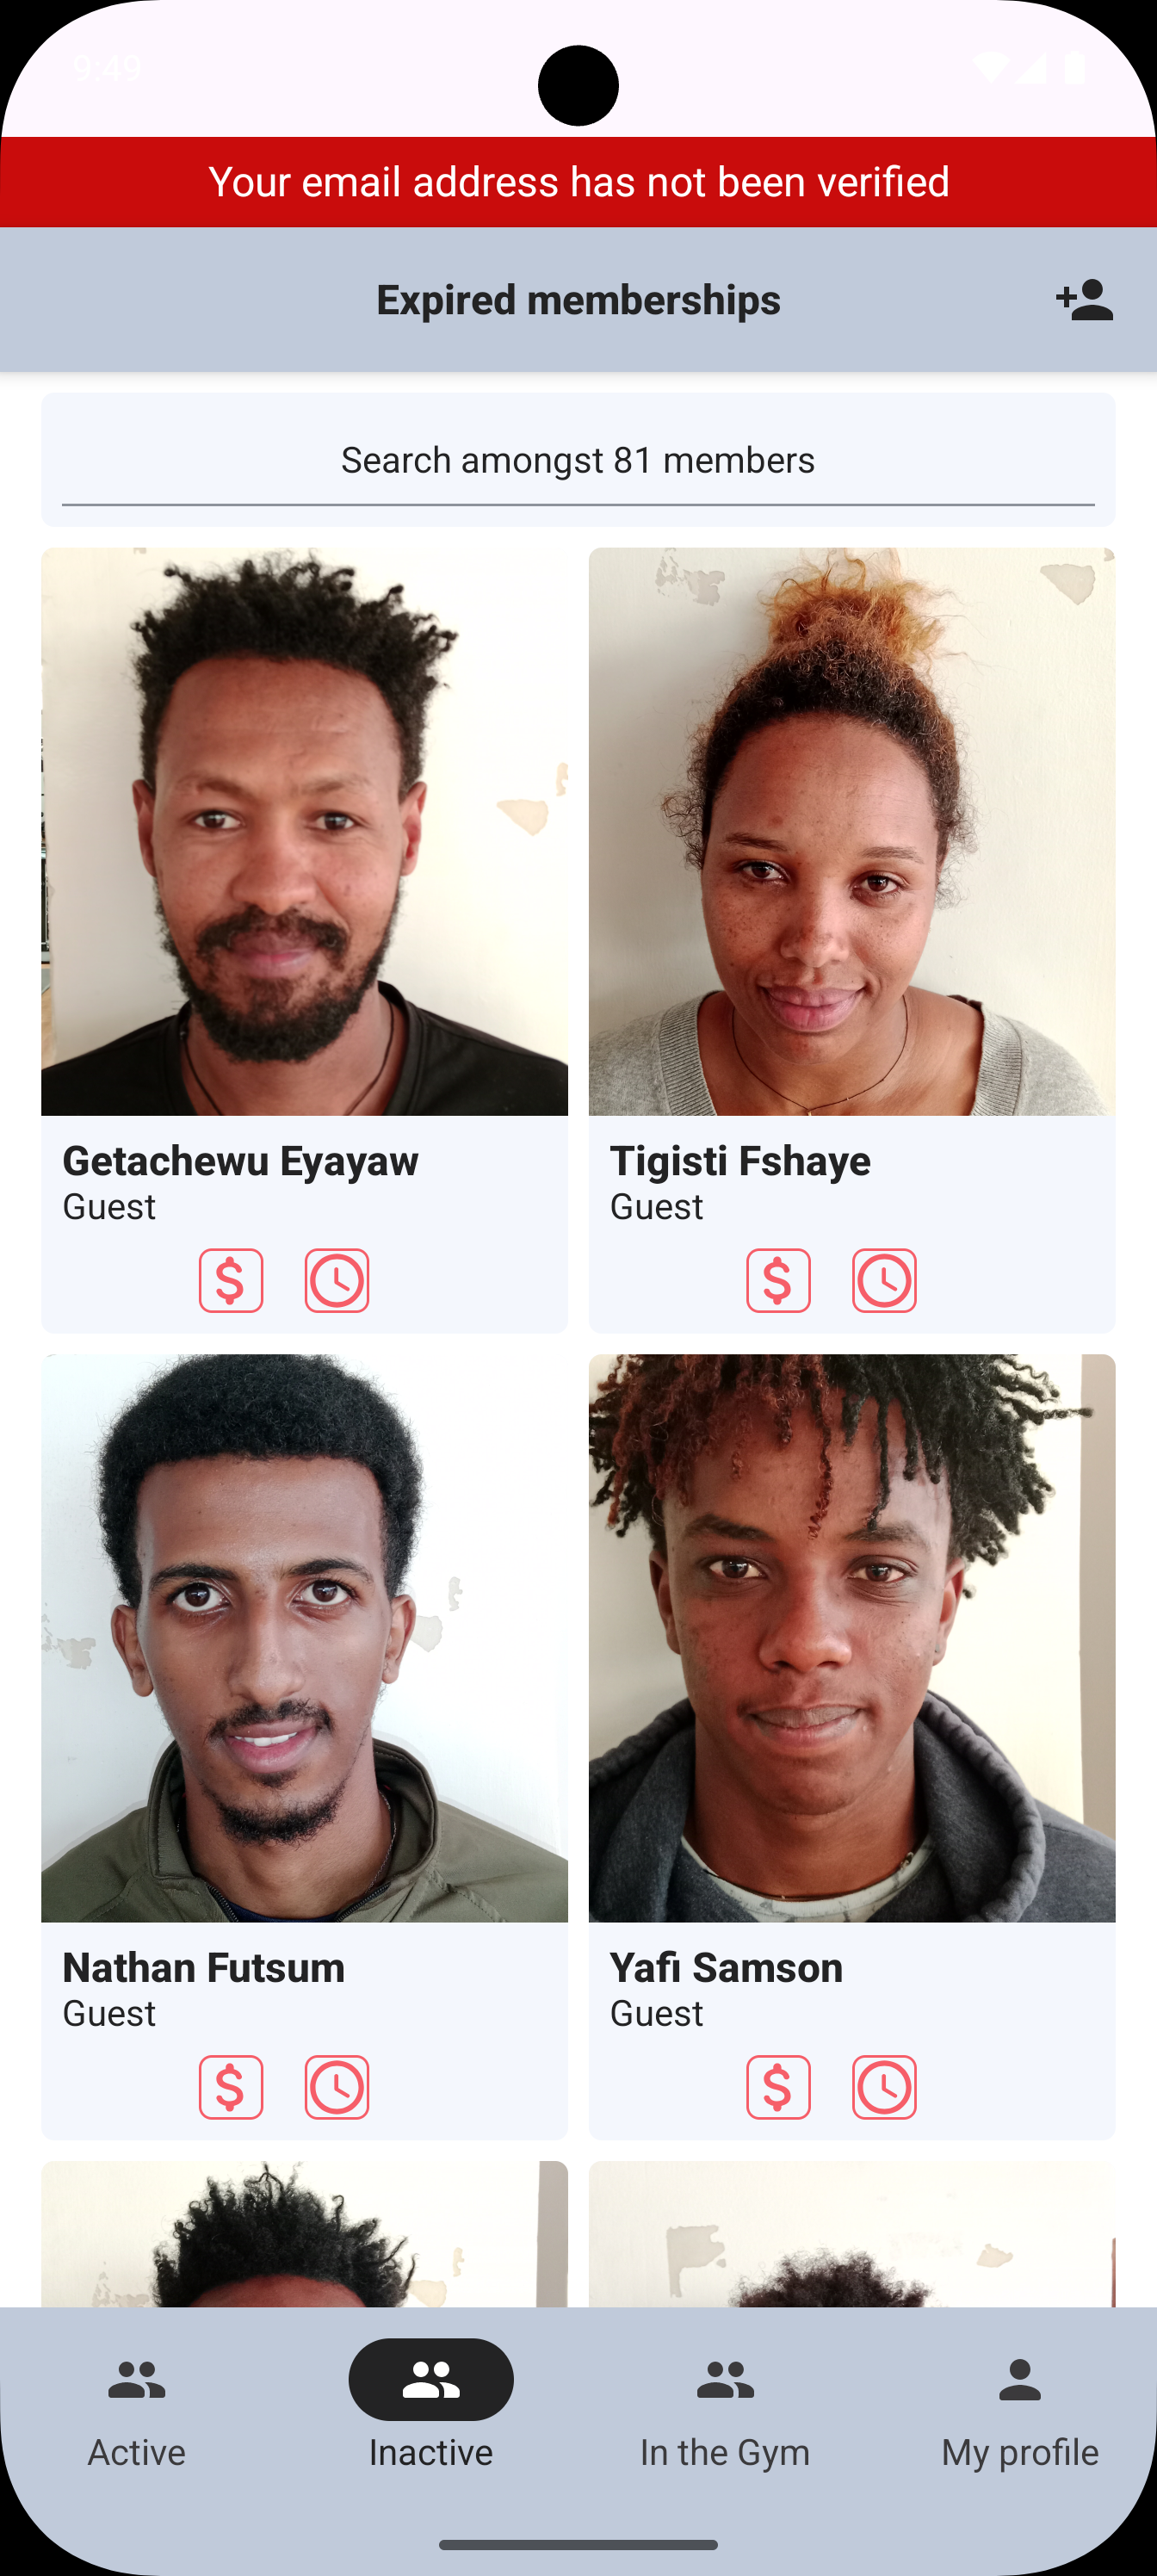 9:49
Your email address has not been verified
Expired memberships
Search amongst 81 members
Getachewu Eyayaw
Guest
Tigisti Fshaye
Guest
Nathan Futsum
Guest
Yafi Samson
Guest
Active
Inactive
In the Gym
My profile